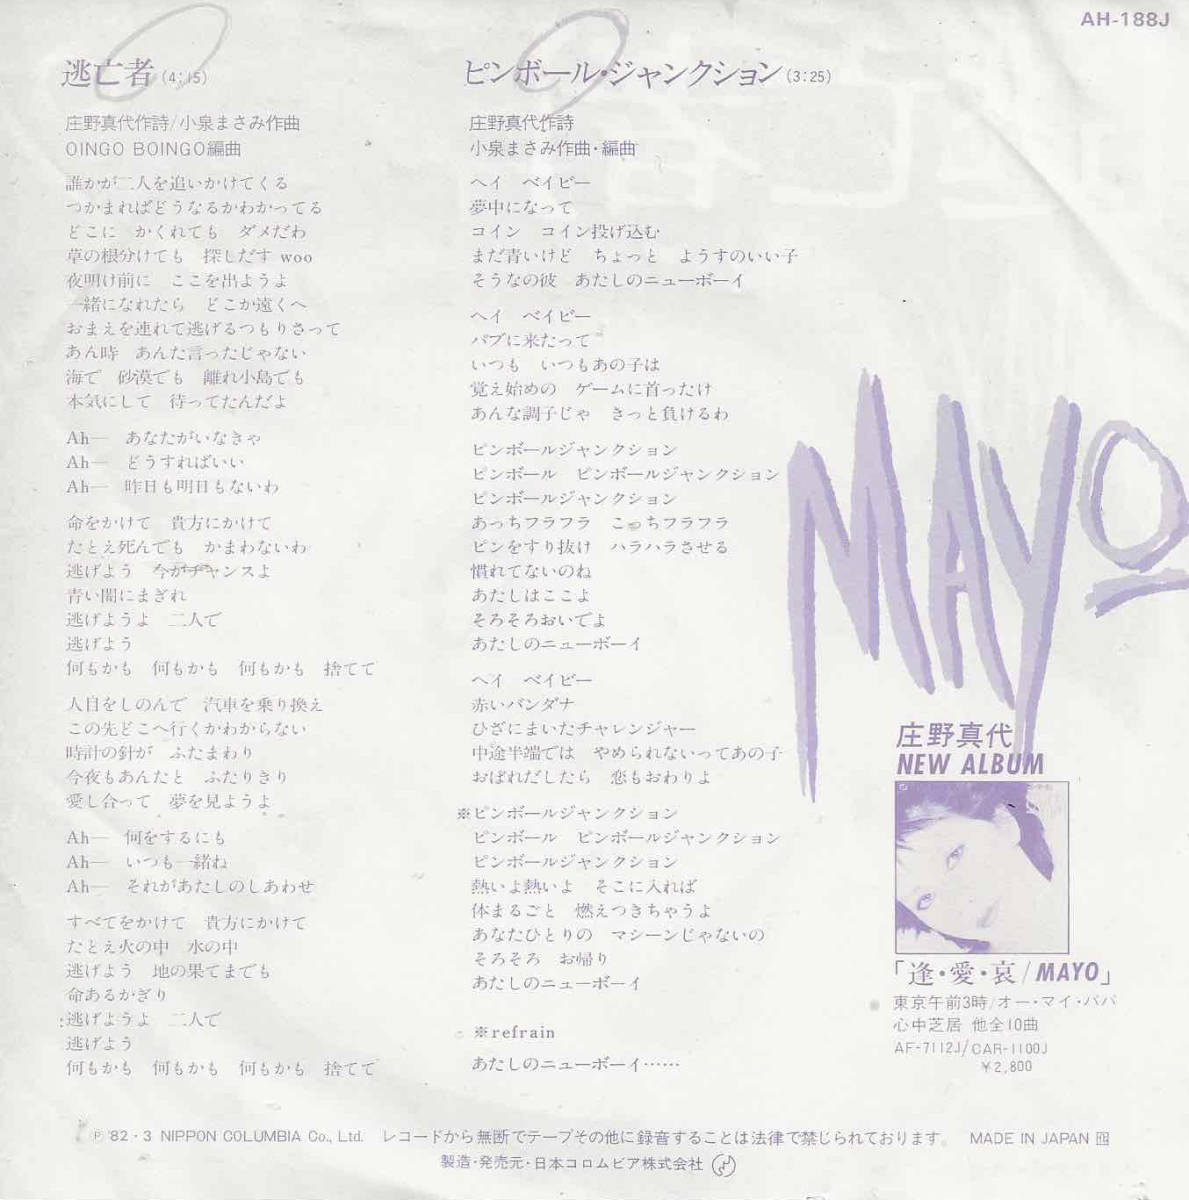 AH-188J
逃亡者 (4:15)
庄野真代作詩/小泉まさみ作曲
OINGO BOINGO編曲
誰かが二人を追いかけてくる
つかまればどうなるかわかってる
どこに かくれても ダメだわ
草の根分けても 探しだす woo
夜明け前に ここを出ようよ
一緒になれたら どこか遠くへ
おまえを連れて逃げるつもりさって
あん時 あんた言ったじゃない
海で 砂漠でも 離れ小島でも
本気にして 待ってたんだよ
Ah― あなたがいなきゃ
Ah― どうすればいい
Ah― 昨日も明日もないわ
命をかけて 貴方にかけて
たとえ死んでも かまわないわ
逃げよう 今がチャンスよ
青い闇にまぎれ
逃げようよ 二人で
逃げよう
何もかも 何もかも 何もかも 捨てて
人目をしのんで 汽車を乗り換え
この先どこへ行くかわからない
時計の針が ふたまわり
今夜もあんたと ふたりきり
愛し合って 夢を見ようよ
Ah― 何をするにも
Ah― いつも一緒ね
Ah― それがあたしのしあわせ
すべてをかけて 貴方にかけて
たとえ火の中 水の中
逃げよう 地の果てまでも
命あるかぎり
逃げようよ 二人で
逃げよう
何もかも 何もかも 何もかも 捨てて
ピンボール・ジャンクション (3:25)
庄野真代作詩
小泉まさみ作曲・編曲
ヘイ ベイビー
夢中になって
コイン コイン投げ込む
まだ青いけど ちょっと ようすのいい子
そうなの彼 あたしのニューボーイ
ヘイ ベイビー
パブに来たって
いつも いつもあの子は
覚え始めの ゲームに首ったけ
あんな調子じゃ きっと負けるわ
ピンボールジャンクション
ピンボール ピンボールジャンクション
ピンボールジャンクション
あっちフラフラ こっちフラフラ
ピンをすり抜け ハラハラさせる
慣れてないのね
あたしはここよ
そろそろおいでよ
あたしのニューボーイ
ヘイ ベイビー
赤いバンダナ
ひざにまいたチャレンジャー
中途半端では やめられないってあの子
おぼれだしたら 恋もおわりよ
※ピンボールジャンクション
ピンボール ピンボールジャンクション
ピンボールジャンクション
熱いよ熱いよ そこに入れば
体まるごと 燃えつきちゃうよ
あなたひとりの マシーンじゃないの
そろそろ お帰り
あたしのニューボーイ
※refrain
あたしのニューボーイ……
MAYO
庄野真代
NEW ALBUM
「逢・愛・哀/MAYO」
東京午前3時/オー・マイ・パパ
心中芝居 他全10曲
AF-7112J/CAR-1100J
￥2,800
Ⓟ '82・3 NIPPON COLUMBIA Co., Ltd. レコードから無断でテープその他に録音することは法律で禁じられております。 MADE IN JAPAN
製造・発売元・日本コロムビア株式会社